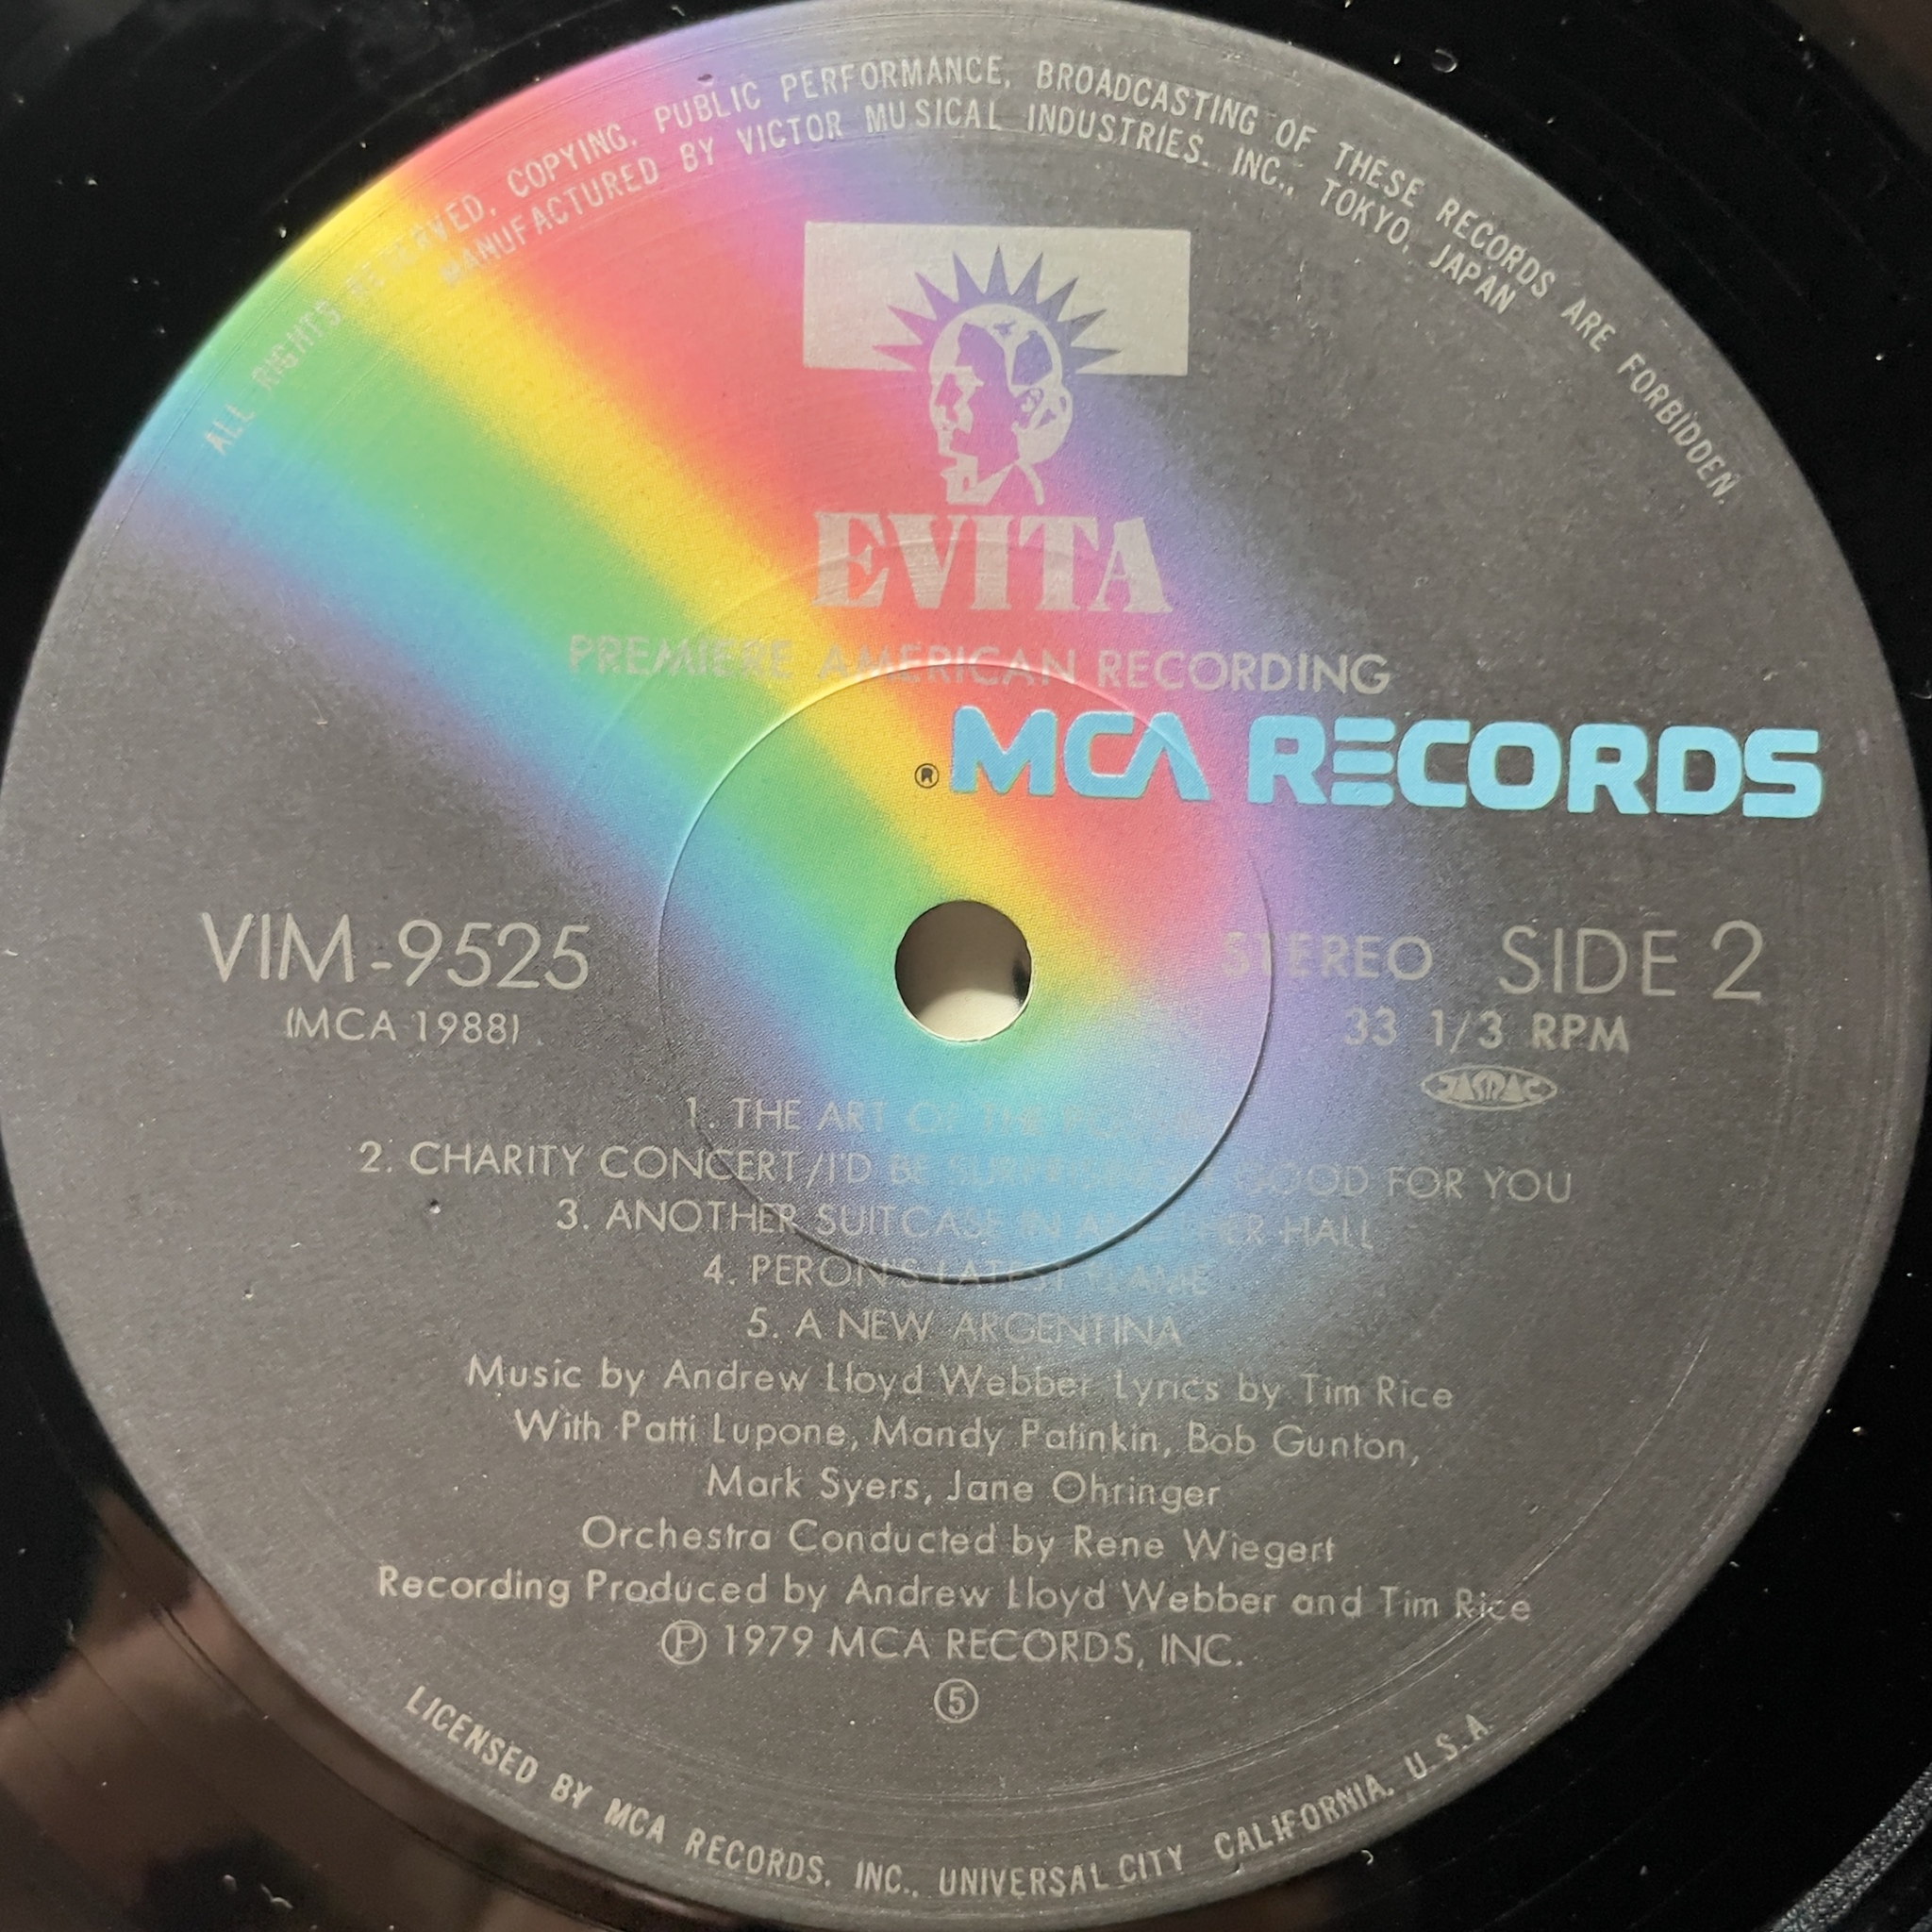 ALL RIGHTS RESERVED, COPYING, PUBLIC PERFORMANCE, BROADCASTING OF THESE RECORDS ARE FORBIDDEN.
MANUFACTURED BY VICTOR MUSICAL INDUSTRIES. INC., TOKYO, JAPAN
EVITA
PREMIERE AMERICAN RECORDING
® MCA RECORDS
VIM-9525
(MCA 1988)
STEREO SIDE 2
33 1/3 RPM
JASRAC
1. THE ART OF THE
2. CHARITY CONCERT/I'D BE SURPRISINGLY GOOD FOR YOU
3. ANOTHER SUITCASE IN ANOTHER HALL
4. PERON'S LATEST FLAME
5. A NEW ARGENTINA
Music by Andrew Lloyd Webber, Lyrics by Tim Rice
With Patti Lupone, Mandy Patinkin, Bob Gunton,
Mark Syers, Jane Ohringer
Orchestra Conducted by Rene Wiegert
Recording Produced by Andrew Lloyd Webber and Tim Rice
Ⓟ 1979 MCA RECORDS, INC.
⑤
LICENSED BY MCA RECORDS, INC., UNIVERSAL CITY CALIFORNIA, U.S.A.